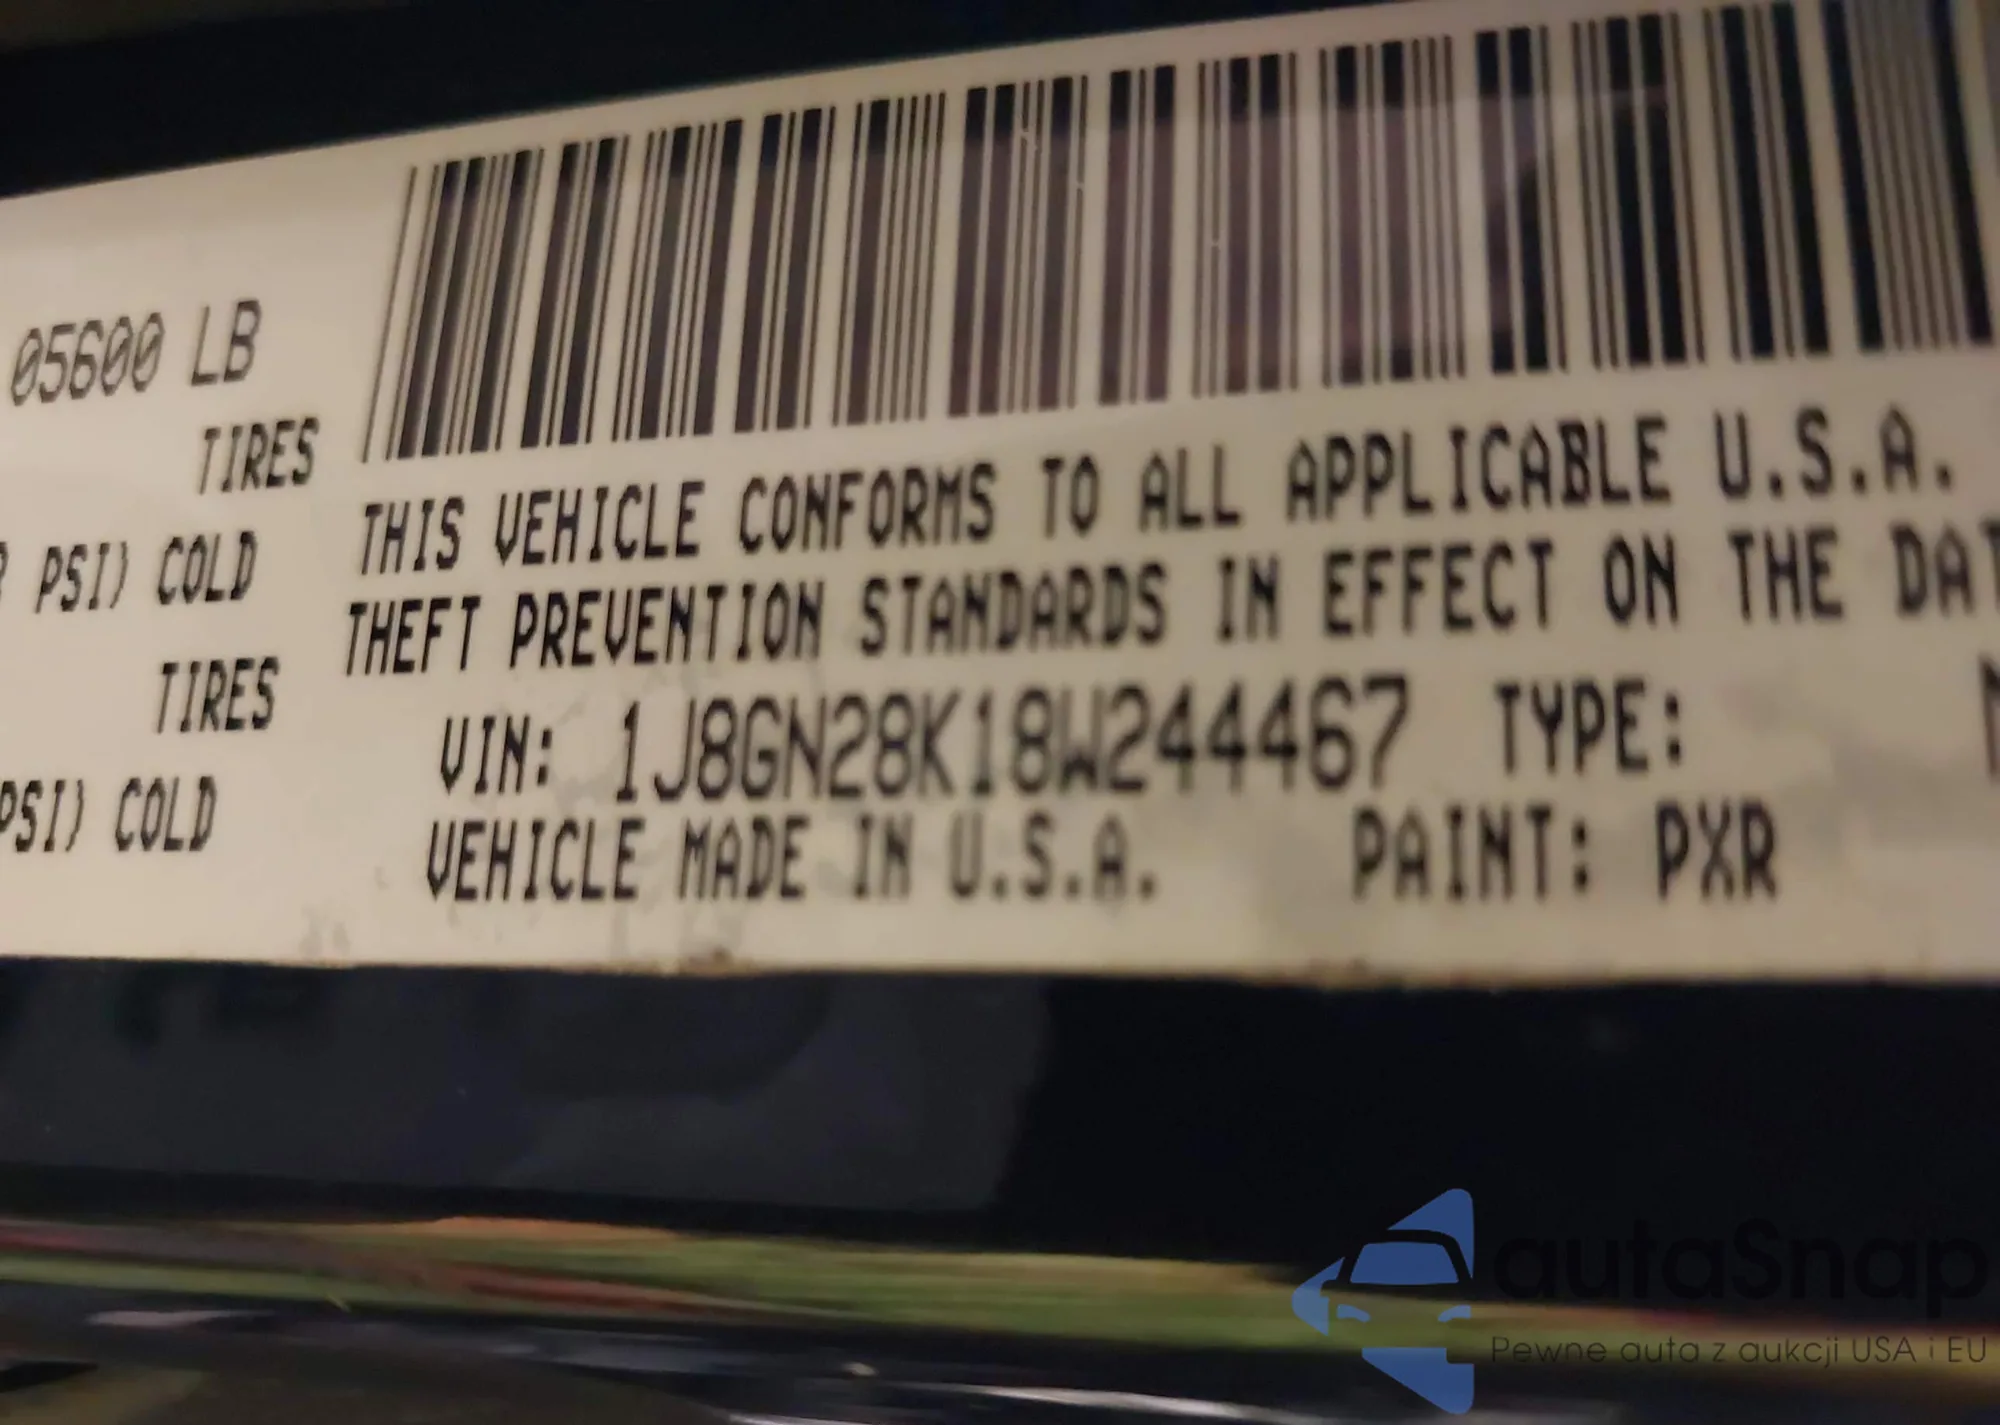 05600 LB
TIRES
PSI) COLD
TIRES
PSI) COLD
THIS VEHICLE CONFORMS TO ALL APPLICABLE U.S.A.
THEFT PREVENTION STANDARDS IN EFFECT ON THE DAT
VIN: 1J8GN28K18W244467 TYPE:
VEHICLE MADE IN U.S.A. PAINT: PXR
autaSnap
Pewne auta z aukcji USA i EU